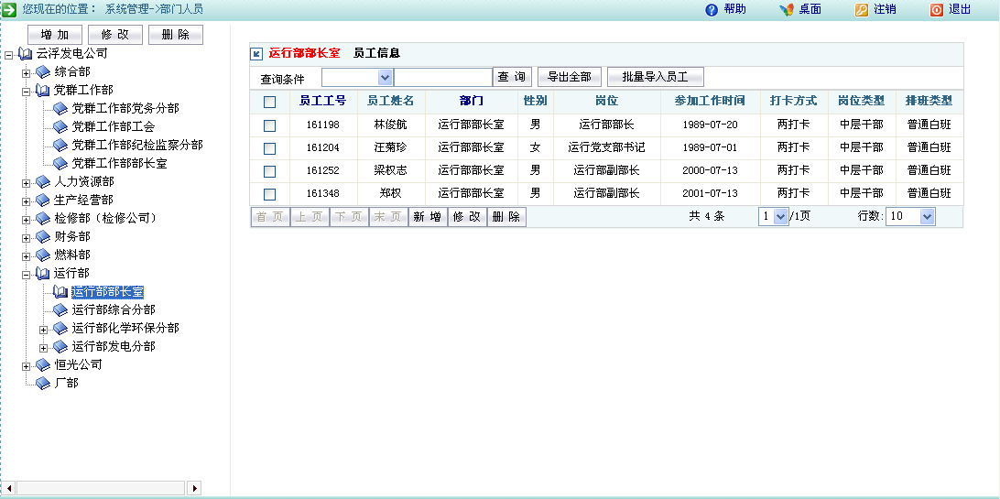 您现在的位置： 系统管理->部门人员 帮助 桌面 注销 退出
增 加 修 改 删 除
云浮发电公司
综合部
党群工作部
党群工作部党务分部
党群工作部工会
党群工作部纪检监察分部
党群工作部部长室
人力资源部
生产经营部
检修部（检修公司）
财务部
燃料部
运行部
运行部部长室
运行部综合分部
运行部化学环保分部
运行部发电分部
恒光公司
厂部
运行部部长室 员工信息
查询条件 查 询 导出全部 批量导入员工
员工工号 员工姓名 部门 性别 岗位 参加工作时间 打卡方式 岗位类型 排班类型
161198 林俊航 运行部部长室 男 运行部部长 1989-07-20 两打卡 中层干部 普通白班
161204 汪菊珍 运行部部长室 女 运行党支部书记 1989-07-01 两打卡 中层干部 普通白班
161252 梁权志 运行部部长室 男 运行部副部长 2000-07-13 两打卡 中层干部 普通白班
161348 郑权 运行部部长室 男 运行部副部长 2001-07-13 两打卡 中层干部 普通白班
首 页 上 页 下 页 末 页 新 增 修 改 删 除 共 4 条 1 /1页 行数: 10